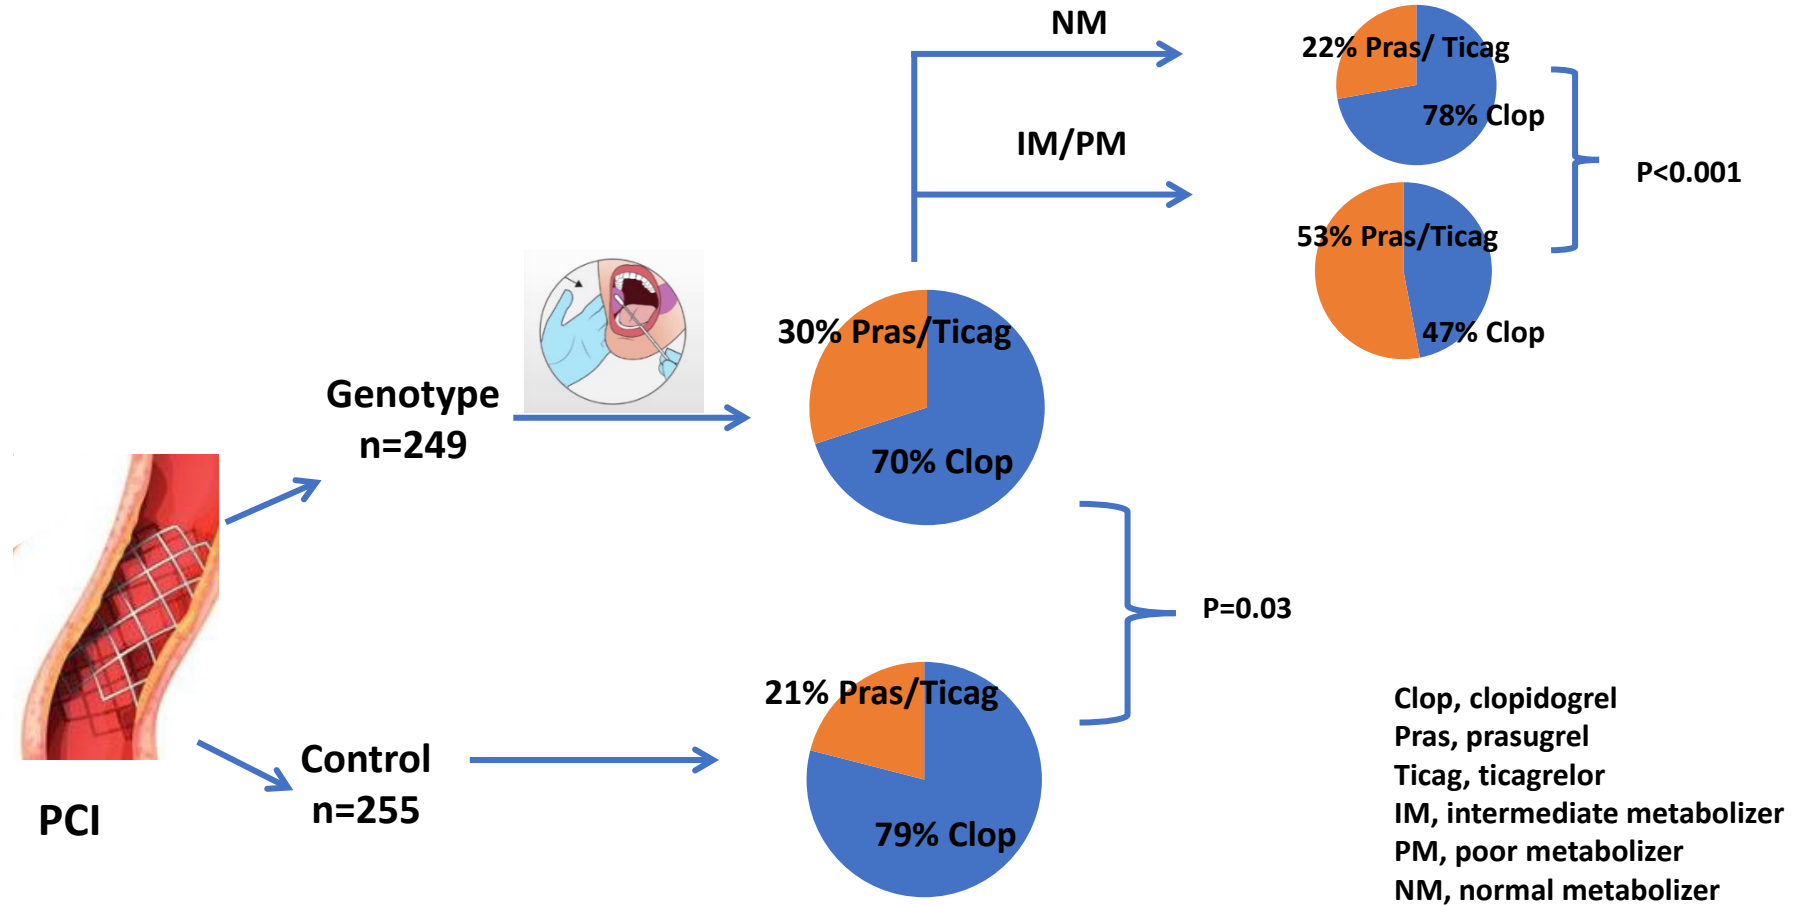 NM
22% Pras/ Ticag
78% Clop
IM/PM
P<0.001
53% Pras/Ticag
47% Clop
30% Pras/Ticag
70% Clop
Genotype
n=249
P=0.03
21% Pras/Ticag
79% Clop
Control
n=255
PCI
Clop, clopidogrel
Pras, prasugrel
Ticag, ticagrelor
IM, intermediate metabolizer
PM, poor metabolizer
NM, normal metabolizer